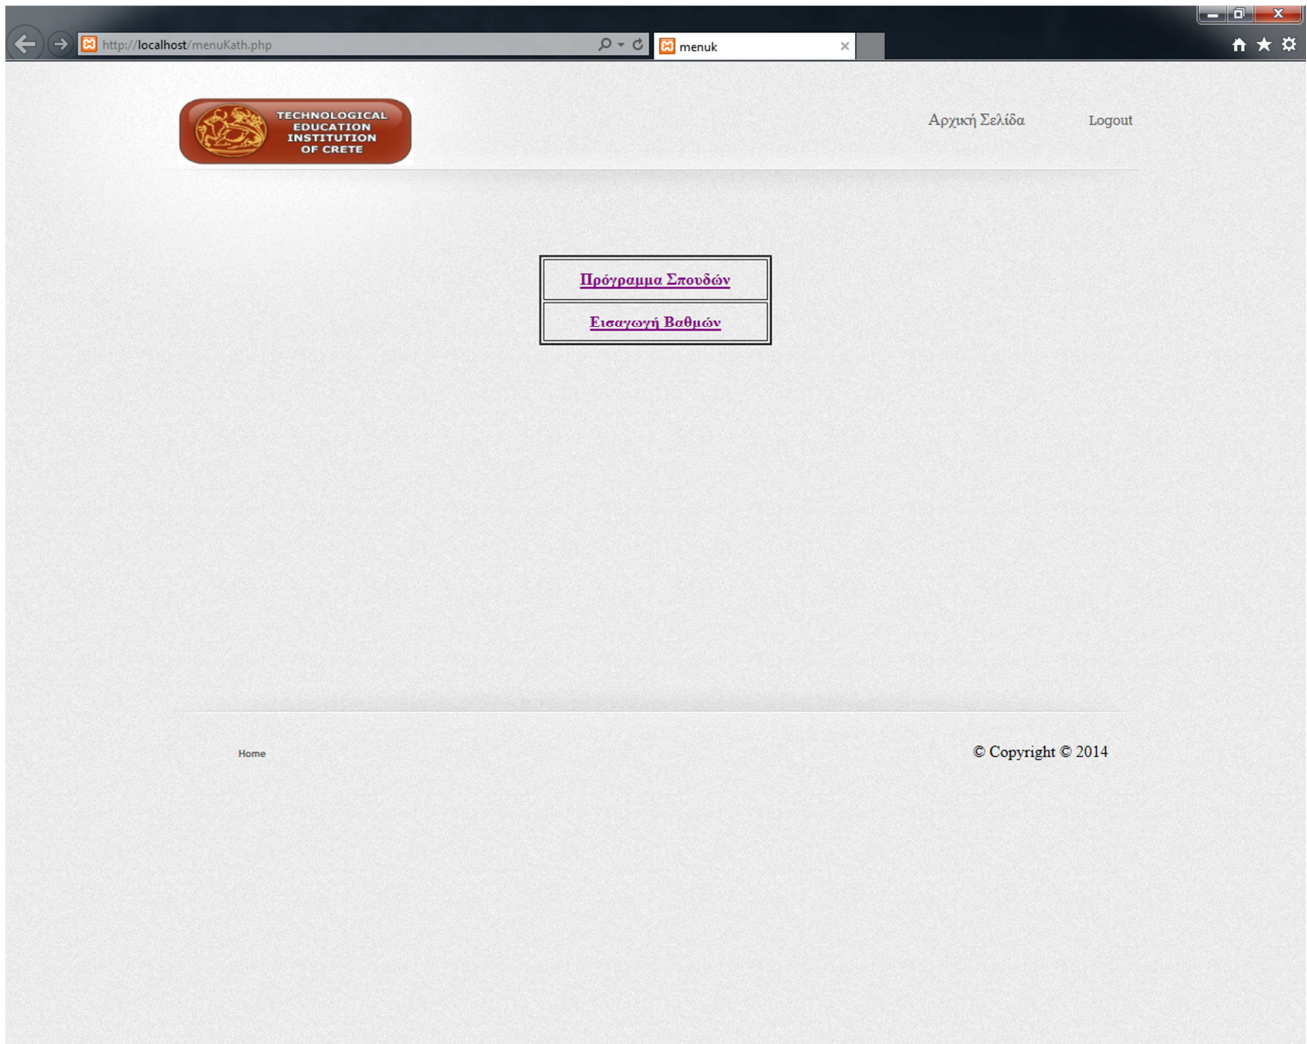 http://localhost/menuKath.php
menuk
TECHNOLOGICAL
EDUCATION
INSTITUTION
OF CRETE
Αρχική Σελίδα
Logout
Πρόγραμμα Σπουδών
Εισαγωγή Βαθμών
Home
© Copyright © 2014